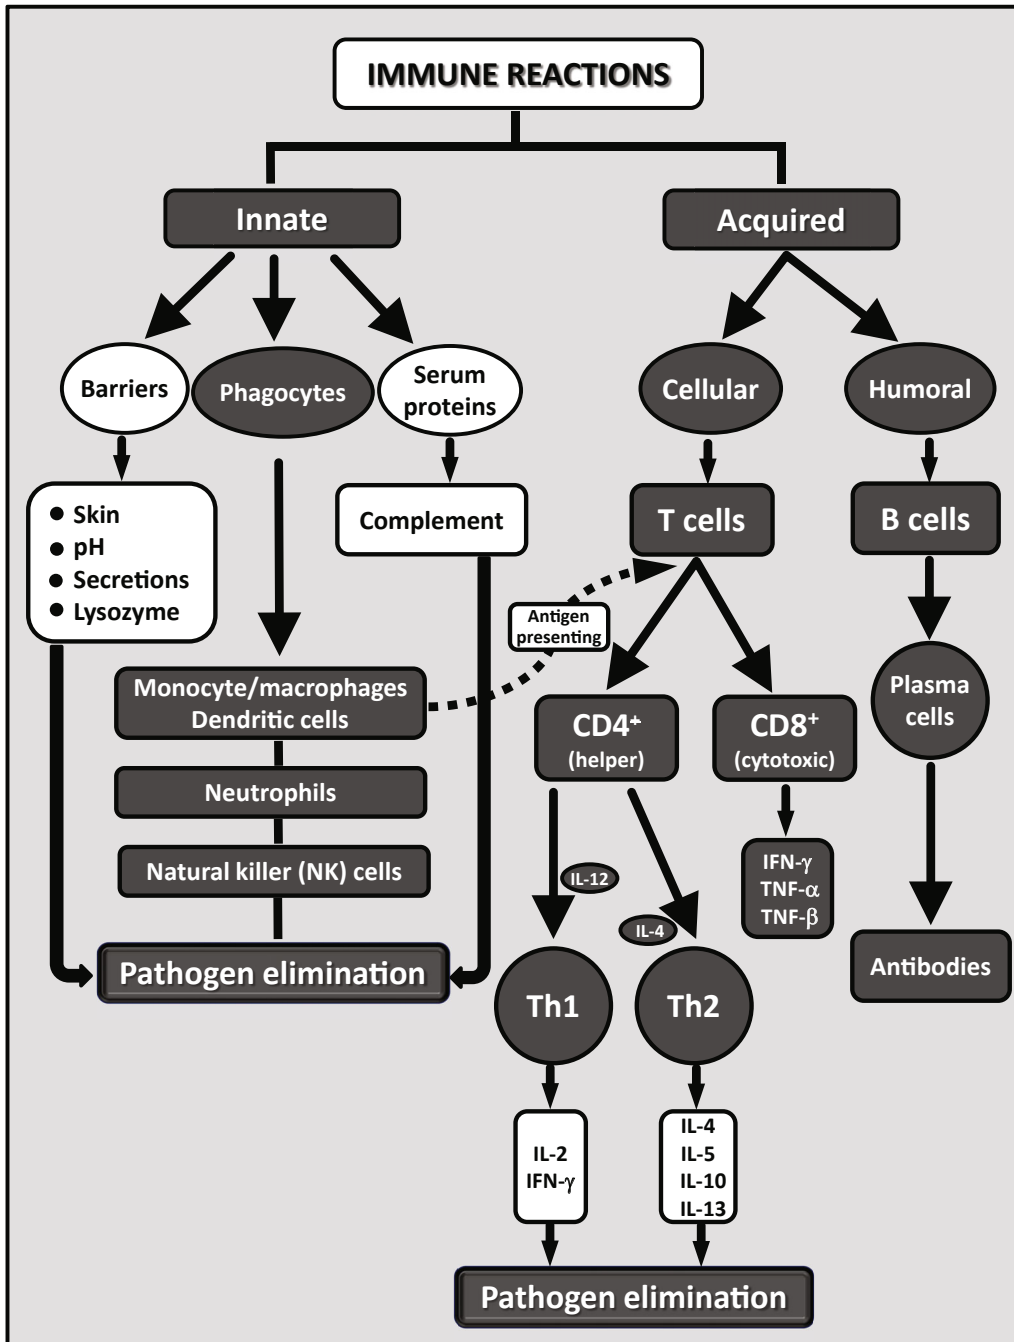 IMMUNE REACTIONS
Innate
Acquired
Barriers
Phagocytes
Serum
proteins
Cellular
Humoral
● Skin
● pH
● Secretions
● Lysozyme
Complement
T cells
B cells
Antigen
presenting
Monocyte/macrophages
Dendritic cells
CD4⁺
(helper)
CD8⁺
(cytotoxic)
Plasma
cells
Neutrophils
Natural killer (NK) cells
IL-12
IFN-γ
TNF-α
TNF-β
IL-4
Pathogen elimination
Antibodies
Th1
Th2
IL-2
IFN-γ
IL-4
IL-5
IL-10
IL-13
Pathogen elimination